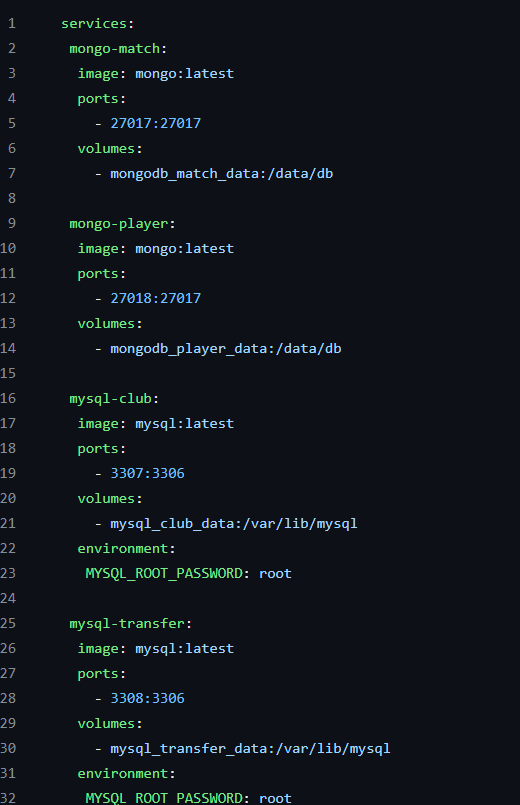 1 services:
2 mongo-match:
3 image: mongo:latest
4 ports:
5 - 27017:27017
6 volumes:
7 - mongodb_match_data:/data/db
8
9 mongo-player:
10 image: mongo:latest
11 ports:
12 - 27018:27017
13 volumes:
14 - mongodb_player_data:/data/db
15
16 mysql-club:
17 image: mysql:latest
18 ports:
19 - 3307:3306
20 volumes:
21 - mysql_club_data:/var/lib/mysql
22 environment:
23 MYSQL_ROOT_PASSWORD: root
24
25 mysql-transfer:
26 image: mysql:latest
27 ports:
28 - 3308:3306
29 volumes:
30 - mysql_transfer_data:/var/lib/mysql
31 environment:
32 MYSQL_ROOT_PASSWORD: root